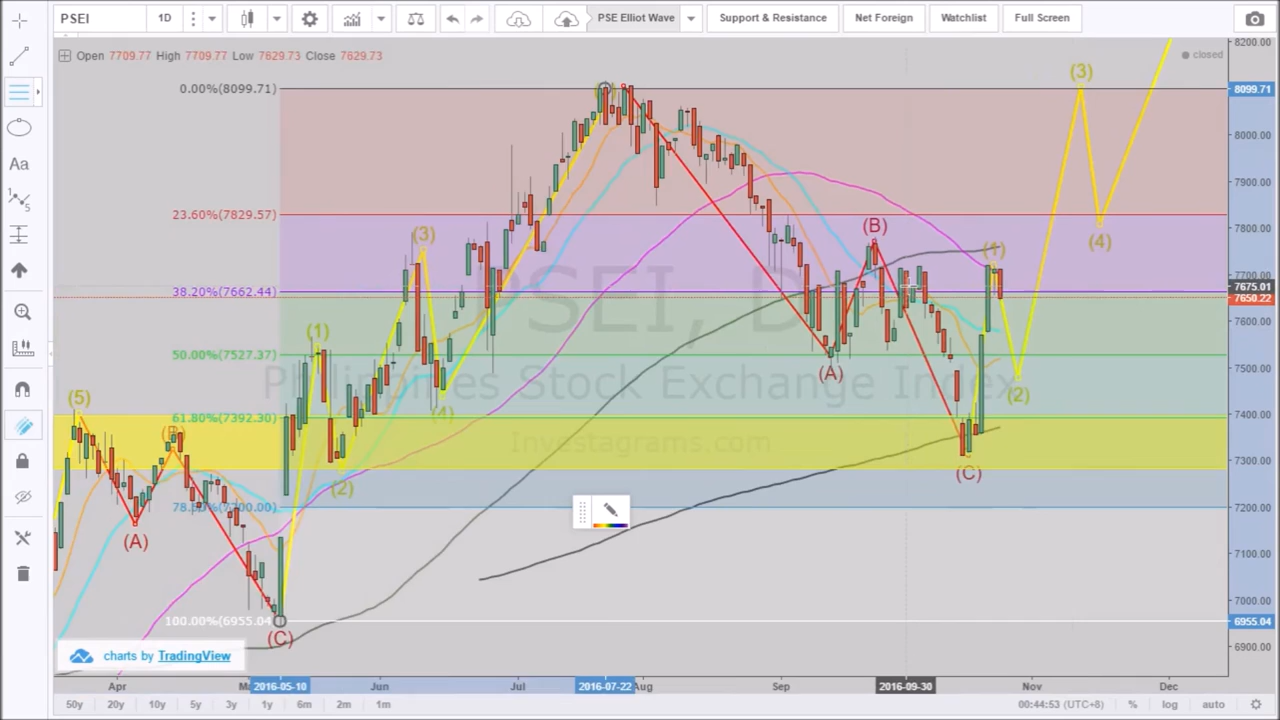 PSEI 1D PSE Elliot Wave Support & Resistance Net Foreign Watchlist Full Screen
Open 7709.77 High 7709.77 Low 7629.73 Close 7629.73 closed
8200.00
(3)
0.00%(8099.71) 8099.71
8000.00
7900.00
23.60%(7829.57)
7800.00
(3) (B) (1) (4)
7700.00
38.20%(7662.44) 7675.01
7650.22
PSEI, D
7600.00
(1)
50.00%(7527.37)
7500.00
(A)
Philippines Stock Exchange Index
(5) (4) (2)
61.80%(7392.30) 7400.00
(B)
Investagrams.com
7300.00
(2) (C)
7200.00
(A)
7100.00
7000.00
100.00%(6955.04) 6955.04
(C)
6900.00
charts by TradingView
Apr 2016-05-10 Jun Jul 2016-07-22 Aug Sep 2016-09-30 Nov Dec
50y 20y 10y 5y 3y 1y 6m 2m 1m 00:44:53 (UTC+8) % log auto